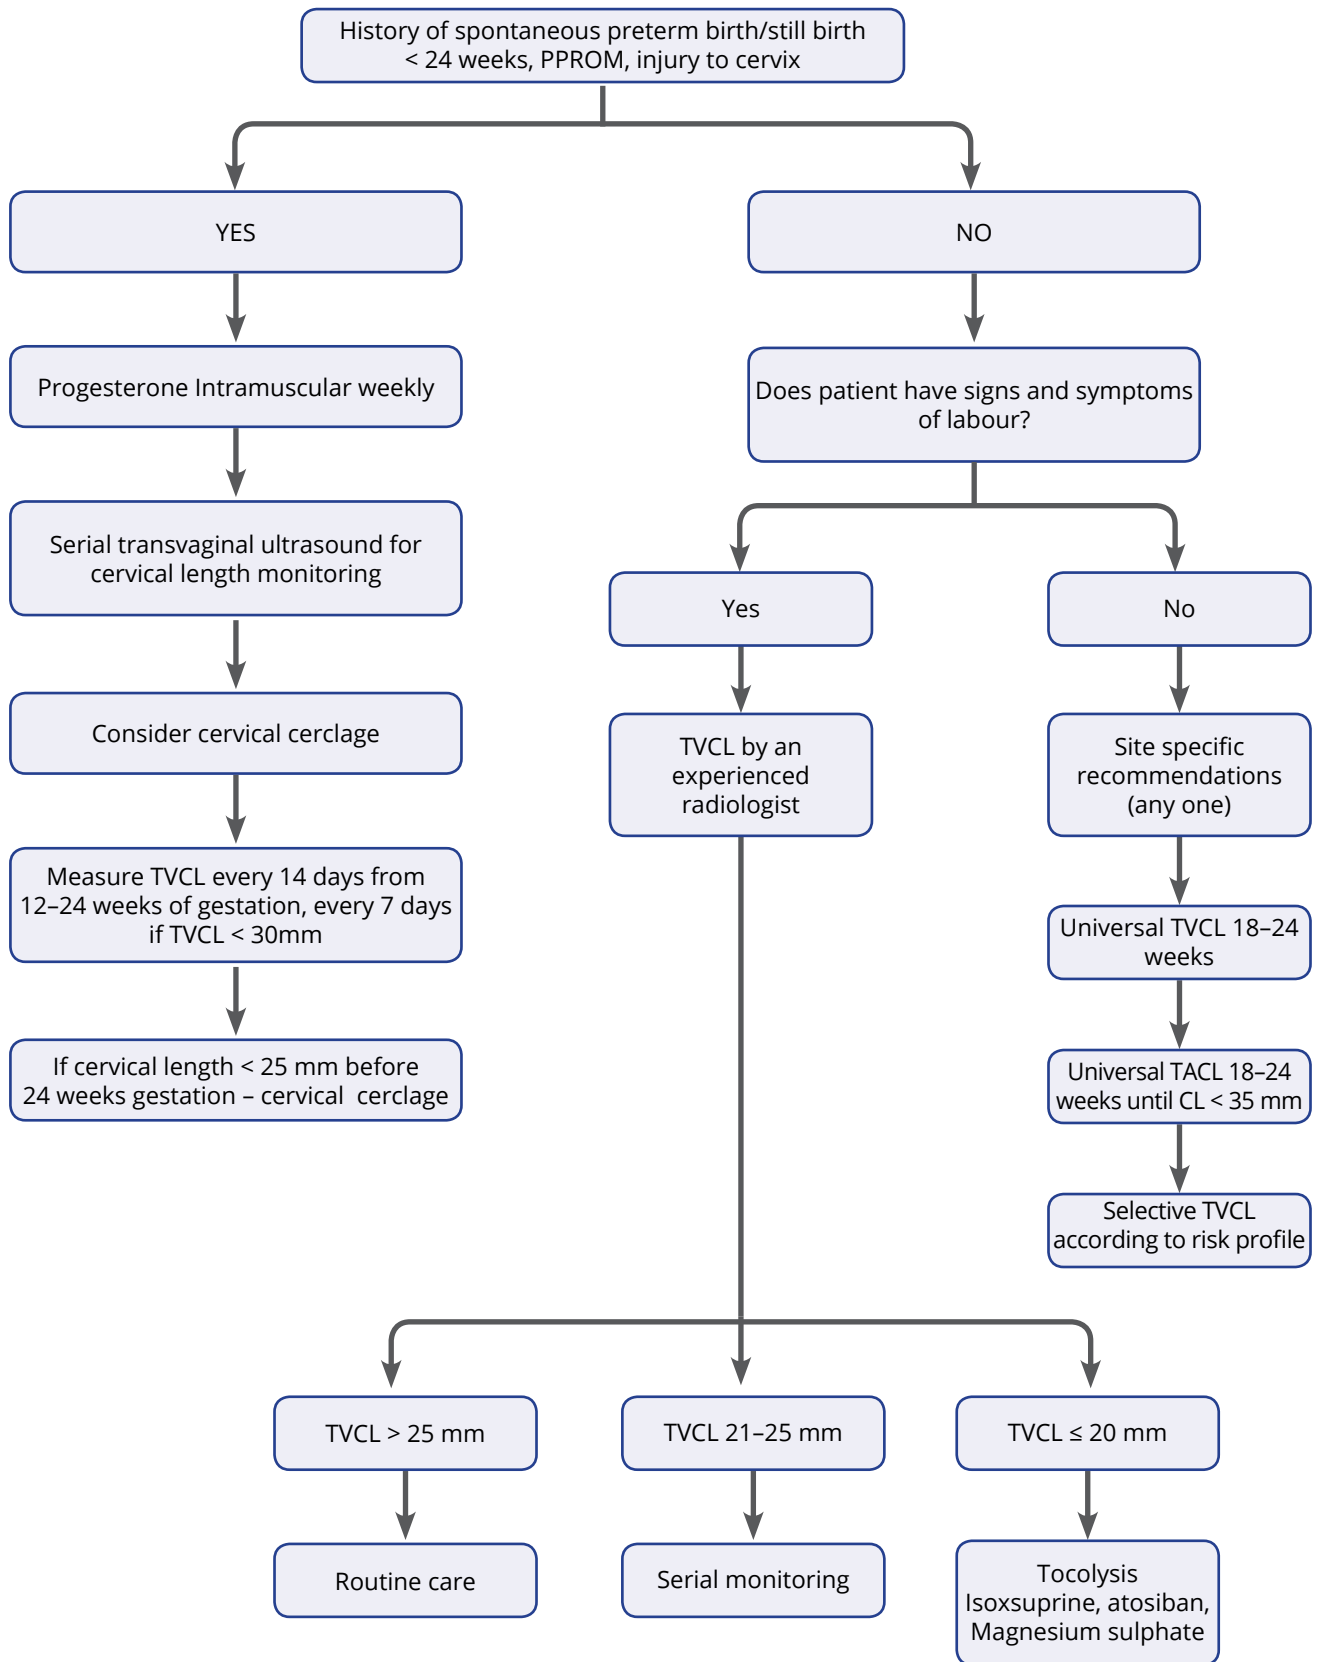 History of spontaneous preterm birth/still birth
< 24 weeks, PPROM, injury to cervix
YES
NO
Progesterone Intramuscular weekly
Does patient have signs and symptoms
of labour?
Serial transvaginal ultrasound for
cervical length monitoring
Yes
No
Consider cervical cerclage
TVCL by an
experienced
radiologist
Site specific
recommendations
(any one)
Measure TVCL every 14 days from
12–24 weeks of gestation, every 7 days
if TVCL < 30mm
Universal TVCL 18–24
weeks
If cervical length < 25 mm before
24 weeks gestation – cervical cerclage
Universal TACL 18–24
weeks until CL < 35 mm
Selective TVCL
according to risk profile
TVCL > 25 mm
TVCL 21–25 mm
TVCL ≤ 20 mm
Routine care
Serial monitoring
Tocolysis
Isoxsuprine, atosiban,
Magnesium sulphate